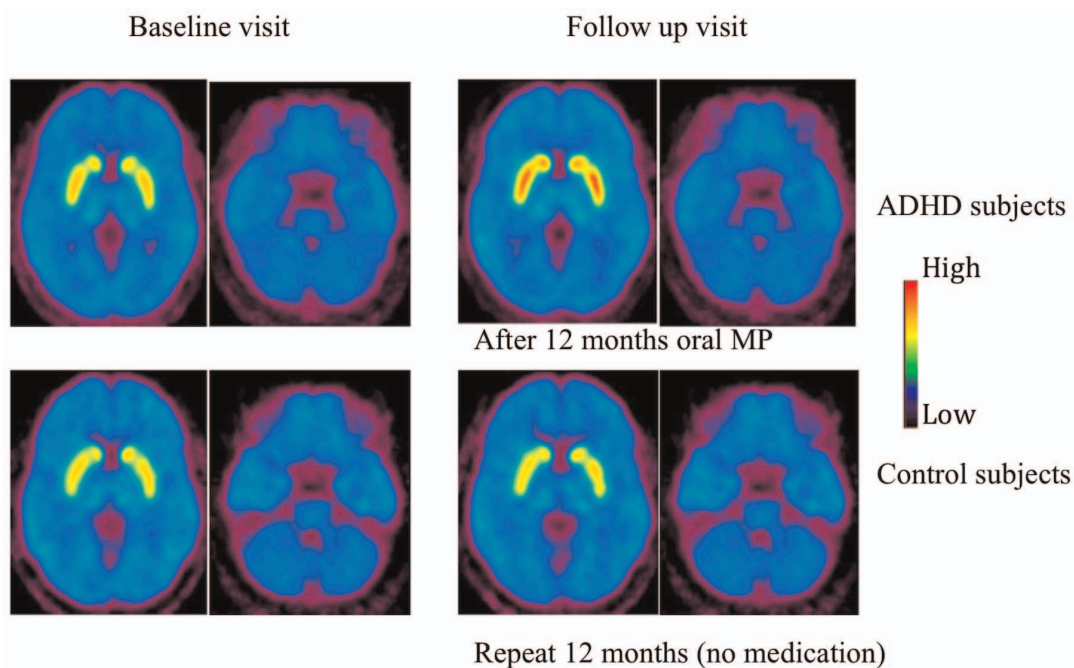 Baseline visit
Follow up visit
ADHD subjects
High
After 12 months oral MP
Low
Control subjects
Repeat 12 months (no medication)